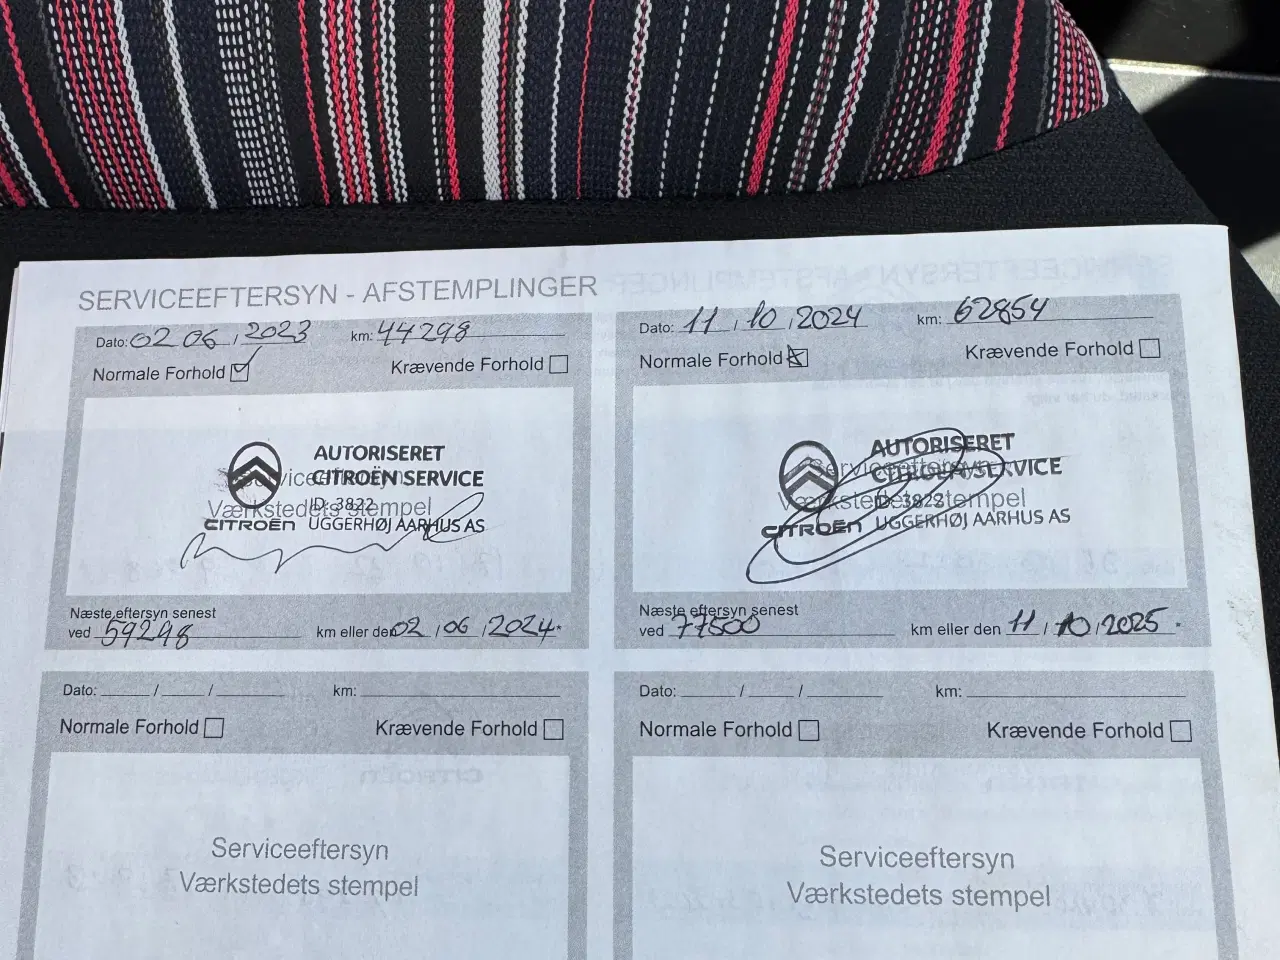 SERVICEEFTERSYN - AFSTEMPLINGER
Dato: 02 06 / 2023 km: 44298
Normale Forhold Krævende Forhold
AUTORISERET
CITROËN SERVICE
ID: 3822
CITROËN UGGERHØJ AARHUS AS
Serviceeftersyn
Værkstedets stempel
Næste eftersyn senest
ved 59298 km eller den 02 / 06 / 2024.
Dato: 11 / 10 / 2024 km: 62854
Normale Forhold Krævende Forhold
AUTORISERET
CITROËN SERVICE
ID: 3822
CITROËN UGGERHØJ AARHUS AS
Serviceeftersyn
Værkstedets stempel
Næste eftersyn senest
ved 77500 km eller den 11 / 10 / 2025.
Dato: / / km:
Normale Forhold Krævende Forhold
Serviceeftersyn
Værkstedets stempel
Dato: / / km:
Normale Forhold Krævende Forhold
Serviceeftersyn
Værkstedets stempel